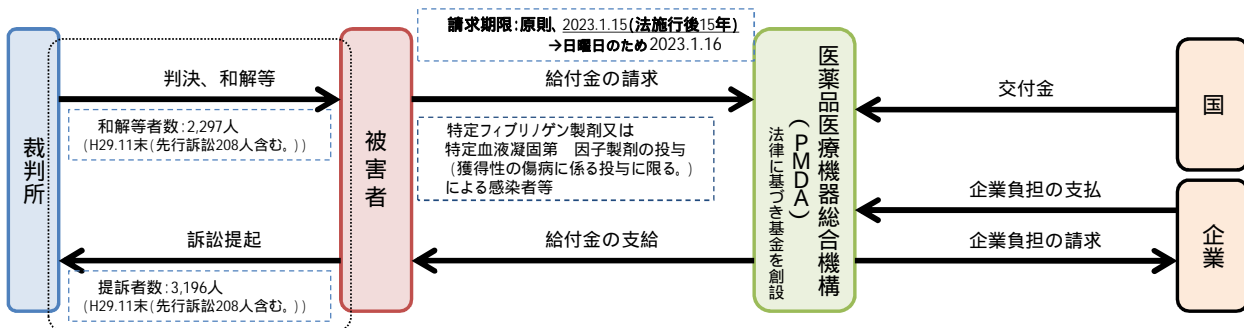 請求期限:原則、2023.1.15(法施行後15年)
→日曜日のため2023.1.16
裁判所
判決、和解等
和解等者数:2,297人
(H29.11末(先行訴訟208人含む。))
訴訟提起
提訴者数:3,196人
(H29.11末(先行訴訟208人含む。))
被害者
給付金の請求
特定フィブリノゲン製剤又は
特定血液凝固第 因子製剤の投与
(獲得性の傷病に係る投与に限る。)
による感染者等
給付金の支給
医薬品医療機器総合機構
(PMDA)
法律に基づき基金を創設
交付金
企業負担の支払
企業負担の請求
国
企業